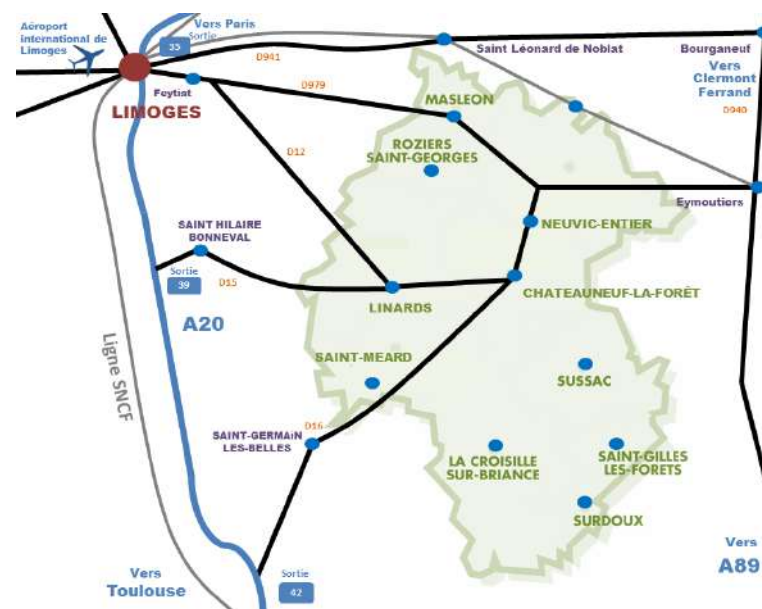 Aéroport
international de
Limoges
Vers Paris
Sortie
35
D941
Saint Léonard de Noblat
Bourganeuf
Vers
Clermont
Ferrand
D940
Feytiat
LIMOGES
D979
MASLEON
D12
ROZIERS
SAINT-GEORGES
Eymoutiers
NEUVIC-ENTIER
SAINT HILAIRE
BONNEVAL
Sortie
39
D15
LINARDS
CHATEAUNEUF-LA-FORÊT
A20
Ligne SNCF
SAINT-MEARD
SUSSAC
D16
SAINT-GERMAIN
LES-BELLES
LA CROISILLE
SUR-BRIANCE
SAINT-GILLES
LES-FORETS
SURDOUX
Vers
Toulouse
Sortie
42
Vers
A89